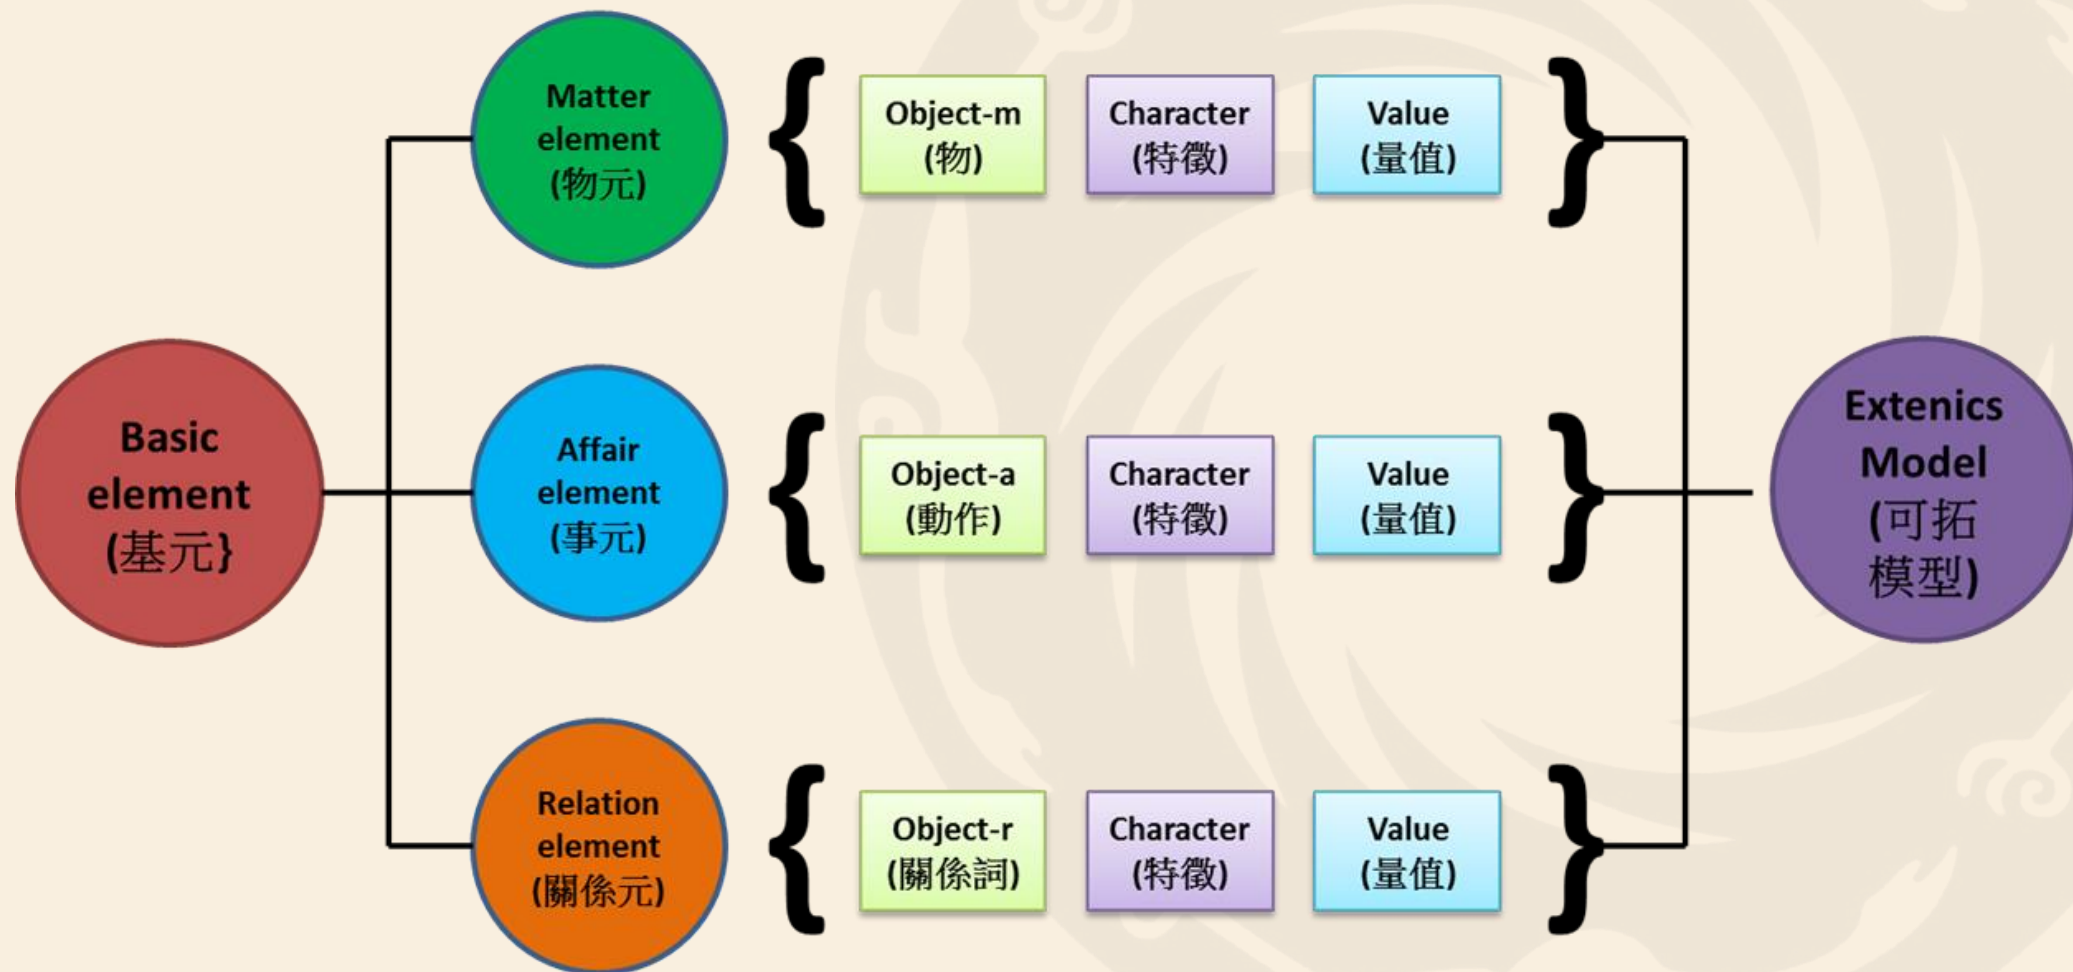 Basic
element
(基元}
Matter
element
(物元)
Object-m
(物)
Character
(特徵)
Value
(量值)
Affair
element
(事元)
Object-a
(動作)
Character
(特徵)
Value
(量值)
Relation
element
(關係元)
Object-r
(關係詞)
Character
(特徵)
Value
(量值)
Extenics
Model
(可拓
模型)